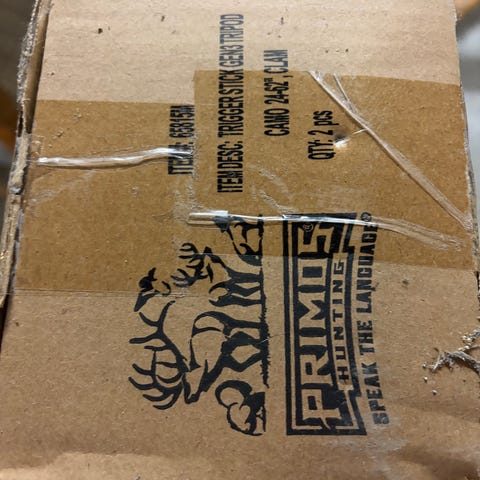 ITEM#: 65815M
ITEM DESC: TRIGGER STICK GEN3 TRIPOD
CAMO 24-62", CLAM
QTY: 2 pcs
PRIMOS®
HUNTING
SPEAK THE LANGUAGE®